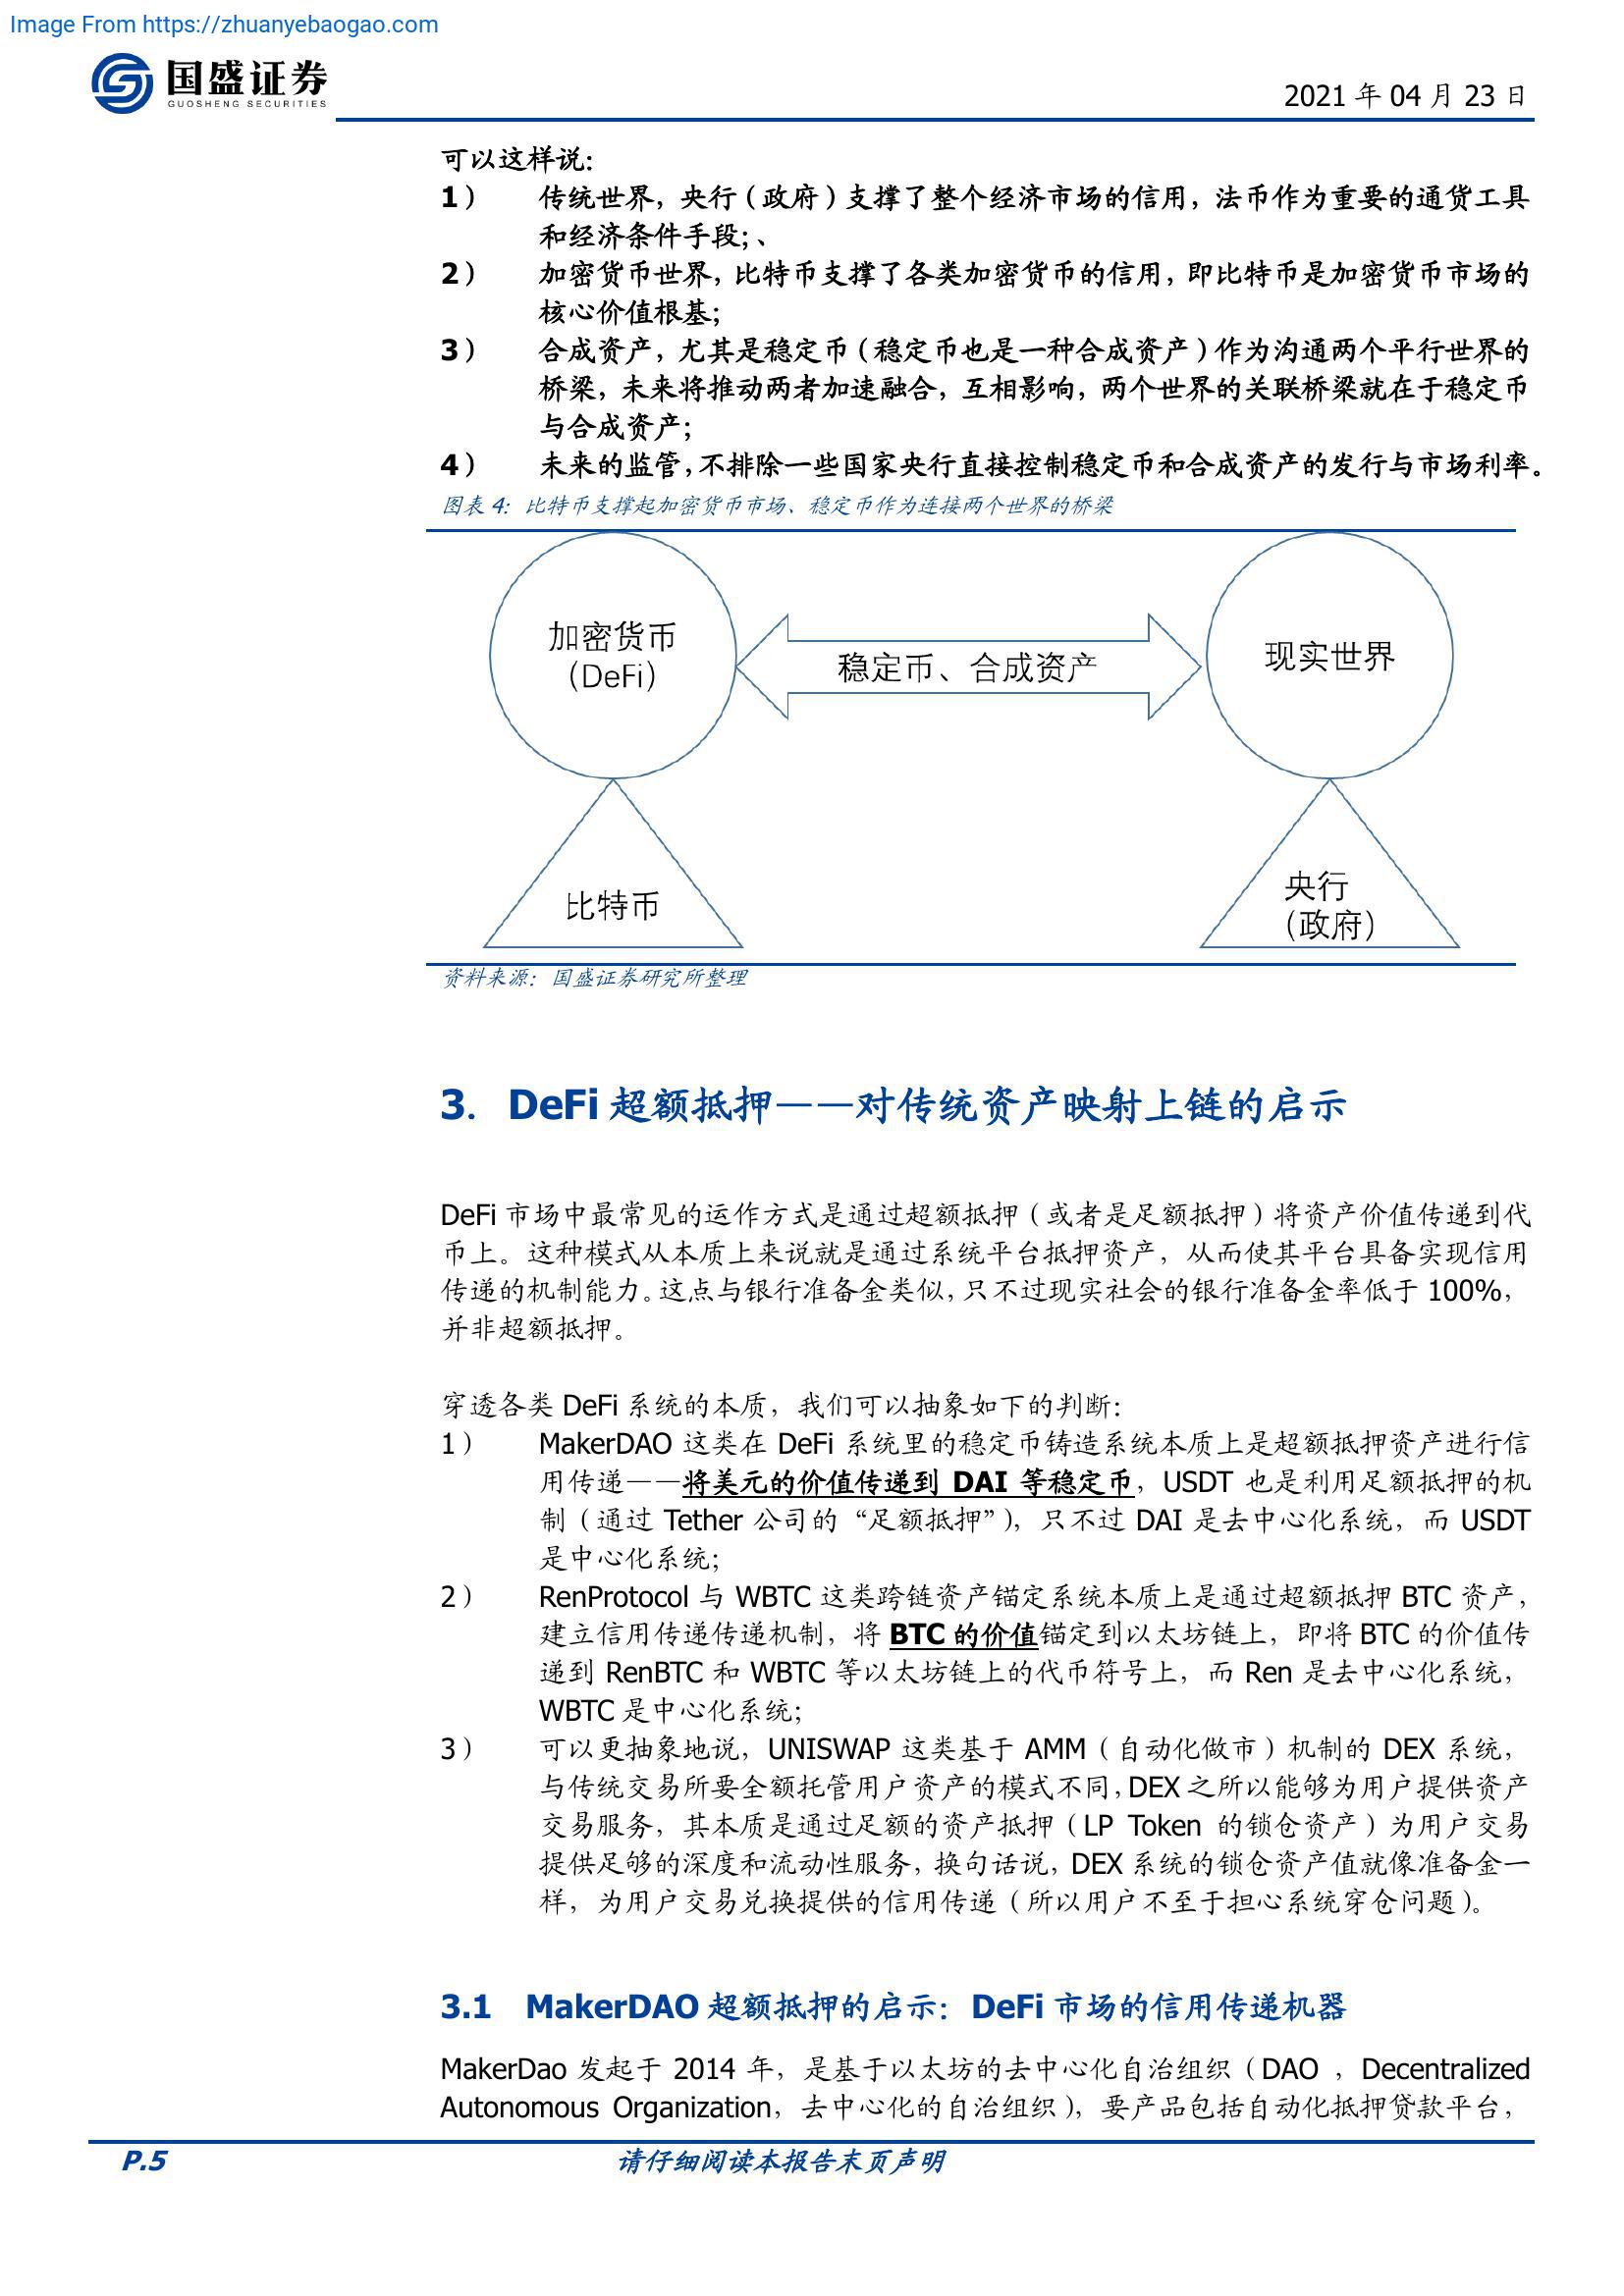 Image From https://zhuanyebaogao.com
国盛证券
GUOSHENG SECURITIES
2021 年 04 月 23 日
可以这样说：
1） 传统世界，央行（政府）支撑了整个经济市场的信用，法币作为重要的通货工具
和经济条件手段；、
2） 加密货币世界，比特币支撑了各类加密货币的信用，即比特币是加密货币市场的
核心价值根基；
3） 合成资产，尤其是稳定币（稳定币也是一种合成资产）作为沟通两个平行世界的
桥梁，未来将推动两者加速融合，互相影响，两个世界的关联桥梁就在于稳定币
与合成资产；
4） 未来的监管，不排除一些国家央行直接控制稳定币和合成资产的发行与市场利率。
图表 4：比特币支撑起加密货币市场、稳定币作为连接两个世界的桥梁
加密货币
（DeFi）
稳定币、合成资产
现实世界
比特币
央行
（政府）
资料来源：国盛证券研究所整理
3. DeFi 超额抵押——对传统资产映射上链的启示
DeFi 市场中最常见的运作方式是通过超额抵押（或者是足额抵押）将资产价值传递到代
币上。这种模式从本质上来说就是通过系统平台抵押资产，从而使其平台具备实现信用
传递的机制能力。这点与银行准备金类似，只不过现实社会的银行准备金率低于 100%，
并非超额抵押。
穿透各类 DeFi 系统的本质，我们可以抽象如下的判断：
1） MakerDAO 这类在 DeFi 系统里的稳定币铸造系统本质上是超额抵押资产进行信
用传递——将美元的价值传递到 DAI 等稳定币，USDT 也是利用足额抵押的机
制（通过 Tether 公司的“足额抵押”），只不过 DAI 是去中心化系统，而 USDT
是中心化系统；
2） RenProtocol 与 WBTC 这类跨链资产锚定系统本质上是通过超额抵押 BTC 资产，
建立信用传递传递机制，将 BTC 的价值锚定到以太坊链上，即将 BTC 的价值传
递到 RenBTC 和 WBTC 等以太坊链上的代币符号上，而 Ren 是去中心化系统，
WBTC 是中心化系统；
3） 可以更抽象地说，UNISWAP 这类基于 AMM（自动化做市）机制的 DEX 系统，
与传统交易所要全额托管用户资产的模式不同，DEX 之所以能够为用户提供资产
交易服务，其本质是通过足额的资产抵押（LP Token 的锁仓资产）为用户交易
提供足够的深度和流动性服务，换句话说，DEX 系统的锁仓资产值就像准备金一
样，为用户交易兑换提供的信用传递（所以用户不至于担心系统穿仓问题）。
3.1 MakerDAO 超额抵押的启示：DeFi 市场的信用传递机器
MakerDao 发起于 2014 年，是基于以太坊的去中心化自治组织（DAO ，Decentralized
Autonomous Organization，去中心化的自治组织），要产品包括自动化抵押贷款平台，
P.5
请仔细阅读本报告末页声明